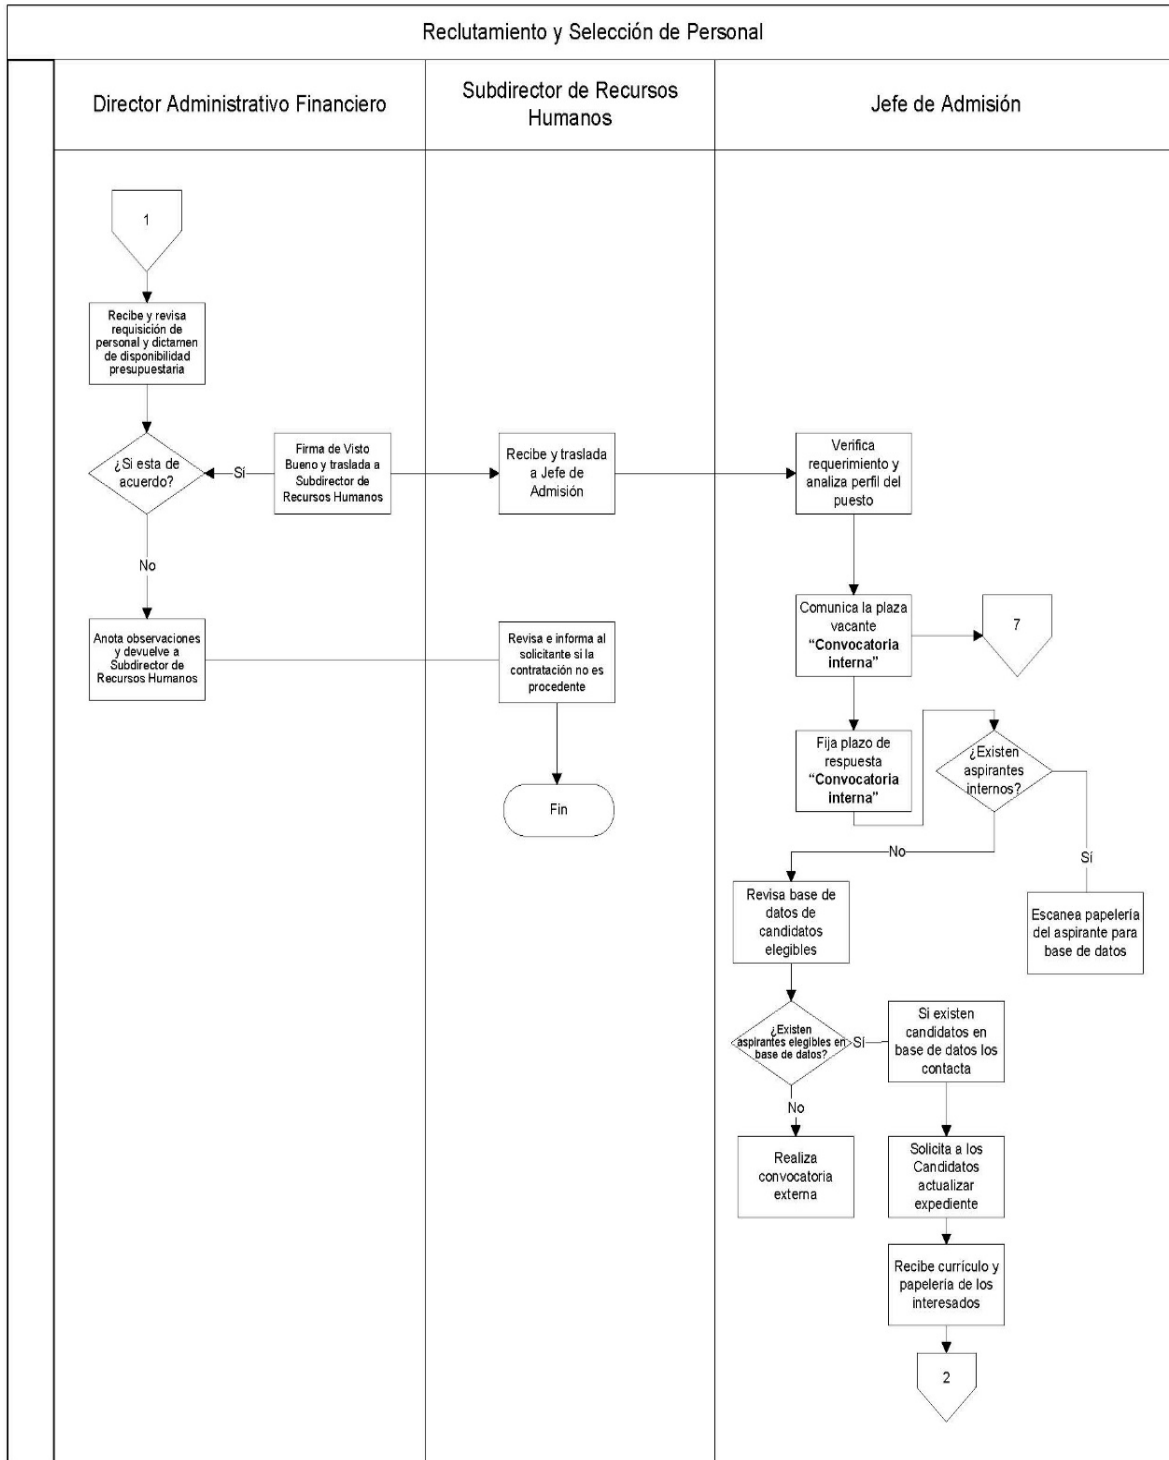 Reclutamiento y Selección de Personal
Director Administrativo Financiero
Subdirector de Recursos
Humanos
Jefe de Admisión
1
Recibe y revisa
requisición de
personal y dictamen
de disponibilidad
presupuestaria
¿Si esta de
acuerdo?
Sí
Firma de Visto
Bueno y traslada a
Subdirector de
Recursos Humanos
Recibe y traslada
a Jefe de
Admisión
Verifica
requerimiento y
analiza perfil del
puesto
No
Anota observaciones
y devuelve a
Subdirector de
Recursos Humanos
Revisa e informa al
solicitante si la
contratación no es
procedente
Fin
Comunica la plaza
vacante
“Convocatoria
interna”
7
Fija plazo de
respuesta
“Convocatoria
interna”
¿Existen
aspirantes
internos?
No
Sí
Revisa base de
datos de
candidatos
elegibles
Escanea papelería
del aspirante para
base de datos
¿Existen
aspirantes elegibles en
base de datos?
Sí
Si existen
candidatos en
base de datos los
contacta
No
Realiza
convocatoria
externa
Solicita a los
Candidatos
actualizar
expediente
Recibe currículo y
papelería de los
interesados
2